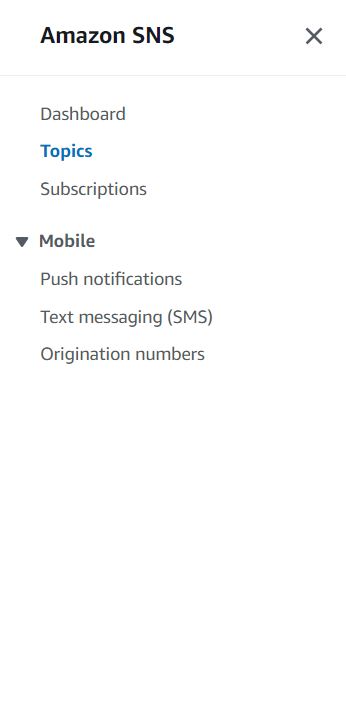 Amazon SNS
Dashboard
Topics
Subscriptions
Mobile
Push notifications
Text messaging (SMS)
Origination numbers